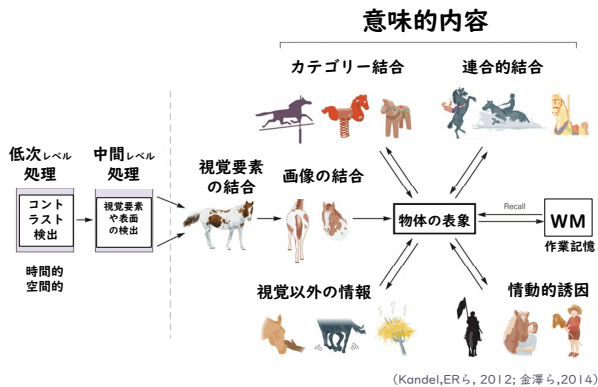 意味的内容
カテゴリー結合
連合的結合
低次レベル
処理
中間レベル
処理
視覚要素
の結合
画像の結合
コント
ラスト
検出
視覚要素
や表面
の検出
物体の表象
Recall
WM
作業記憶
時間的
空間的
視覚以外の情報
情動的誘因
(Kandel,ERら, 2012; 金澤ら,2014)